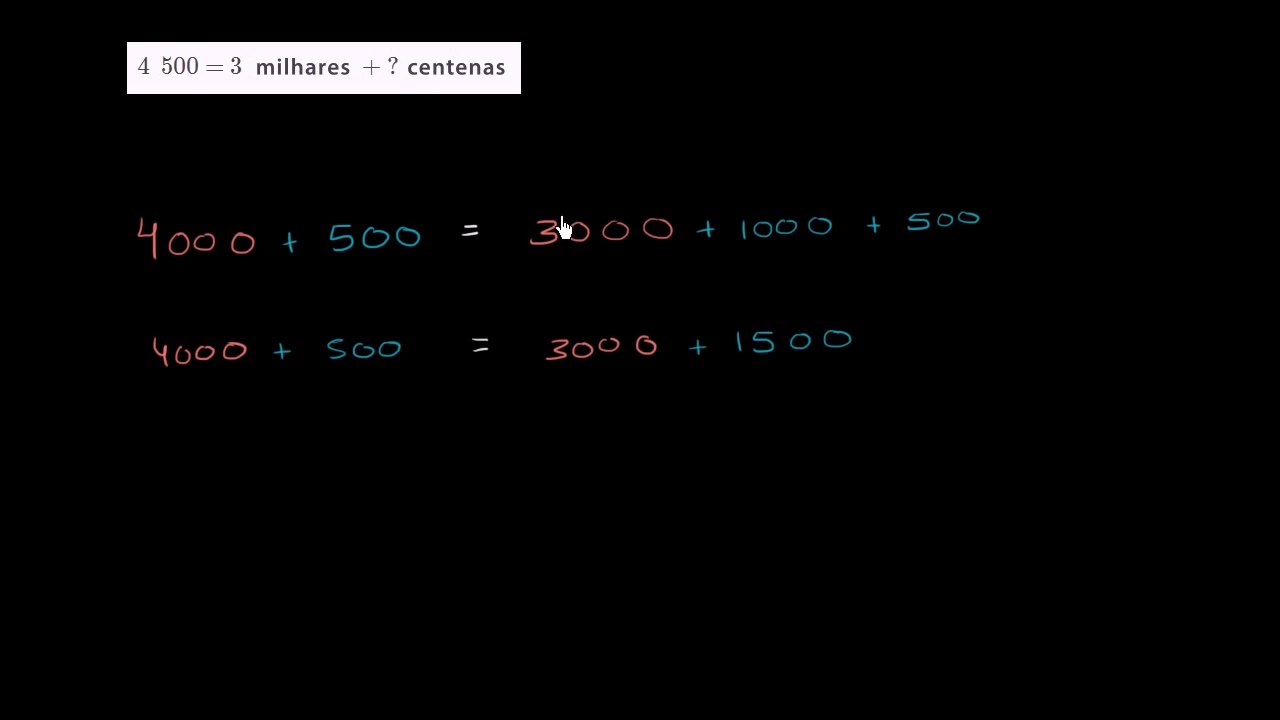 4 500 = 3 milhares + ? centenas
4000 + 500 = 3000 + 1000 + 500
4000 + 500 = 3000 + 1500